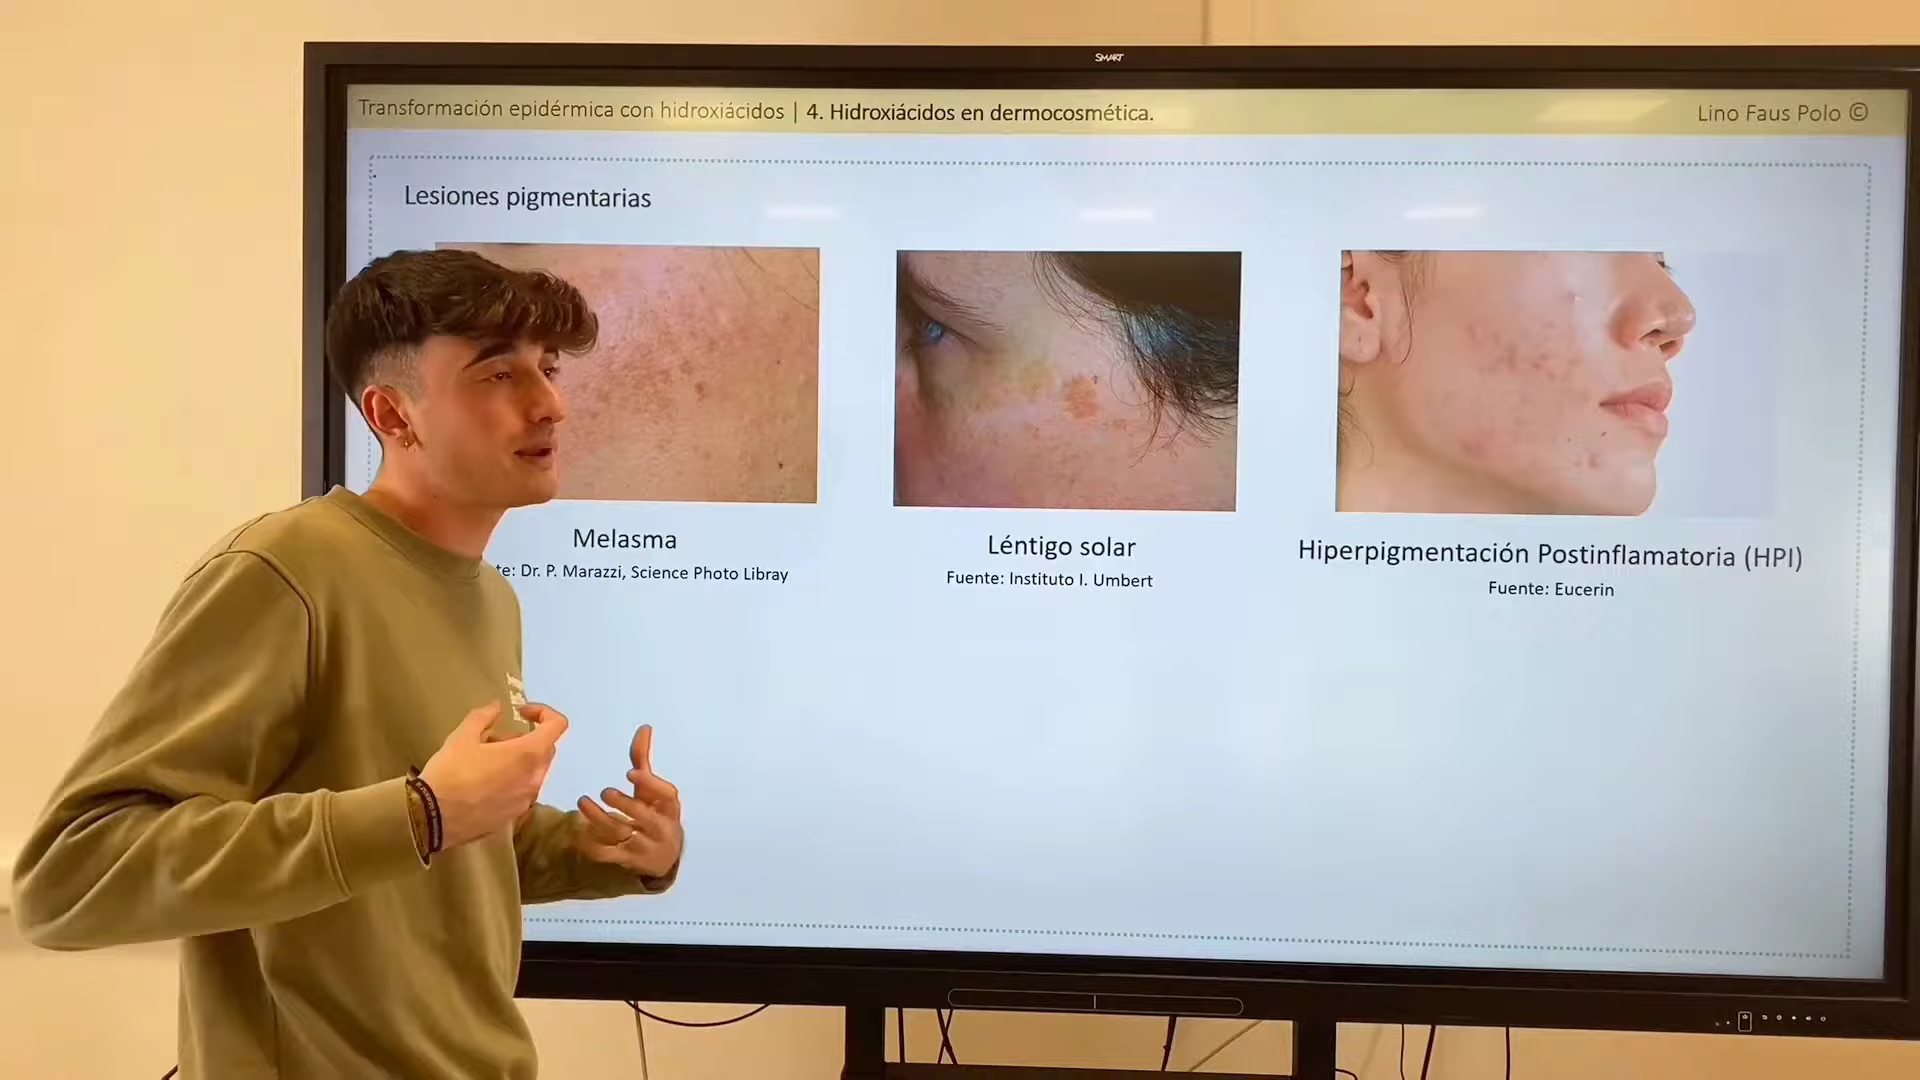 SMART
Transformación epidérmica con hidroxiácidos | 4. Hidroxiácidos en dermocosmética.
Lino Faus Polo ©
Lesiones pigmentarias
Melasma
te: Dr. P. Marazzi, Science Photo Libray
Léntigo solar
Fuente: Instituto I. Umbert
Hiperpigmentación Postinflamatoria (HPI)
Fuente: Eucerin